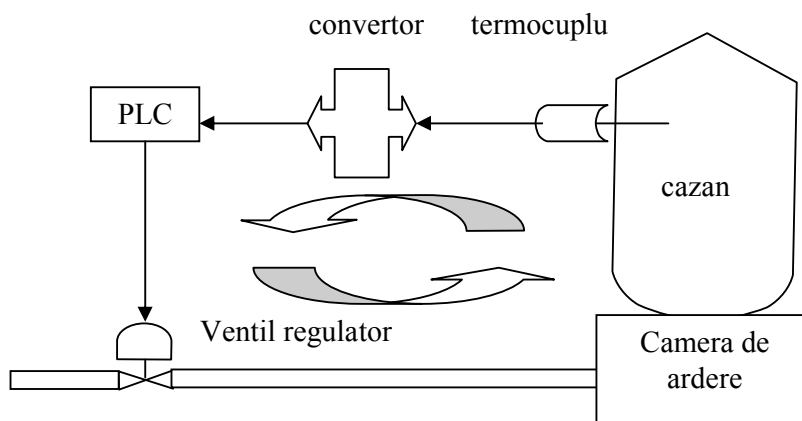 convertor termocuplu
PLC
cazan
Ventil regulator
Camera de
ardere